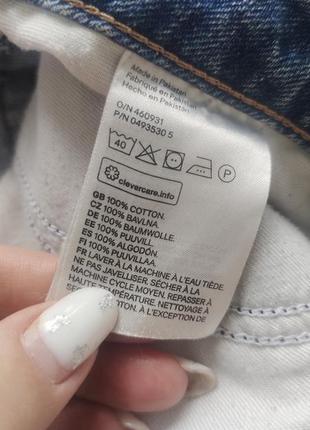 Made in Pakistan
Fabriqué en Pakistan
Hecho en Pakistan
O/N 460931
P/N 0493530 5
40 P
clevercare.info
GB 100% COTTON.
CZ 100% BAVLNA.
DE 100% BAUMWOLLE.
EE 100% PUUVILL.
ES 100% ALGODÓN.
FI 100% PUUVILLAA.
FR LAVER À LA MACHINE À L'EAU TIÈDE.
NE PAS JAVELLISER. SÉCHER À LA
MACHINE CYCLE MOYEN. REPASSER À
HAUTE TEMPÉRATURE. NETTOYAGE
COTON. À L'EXCEPTION DE